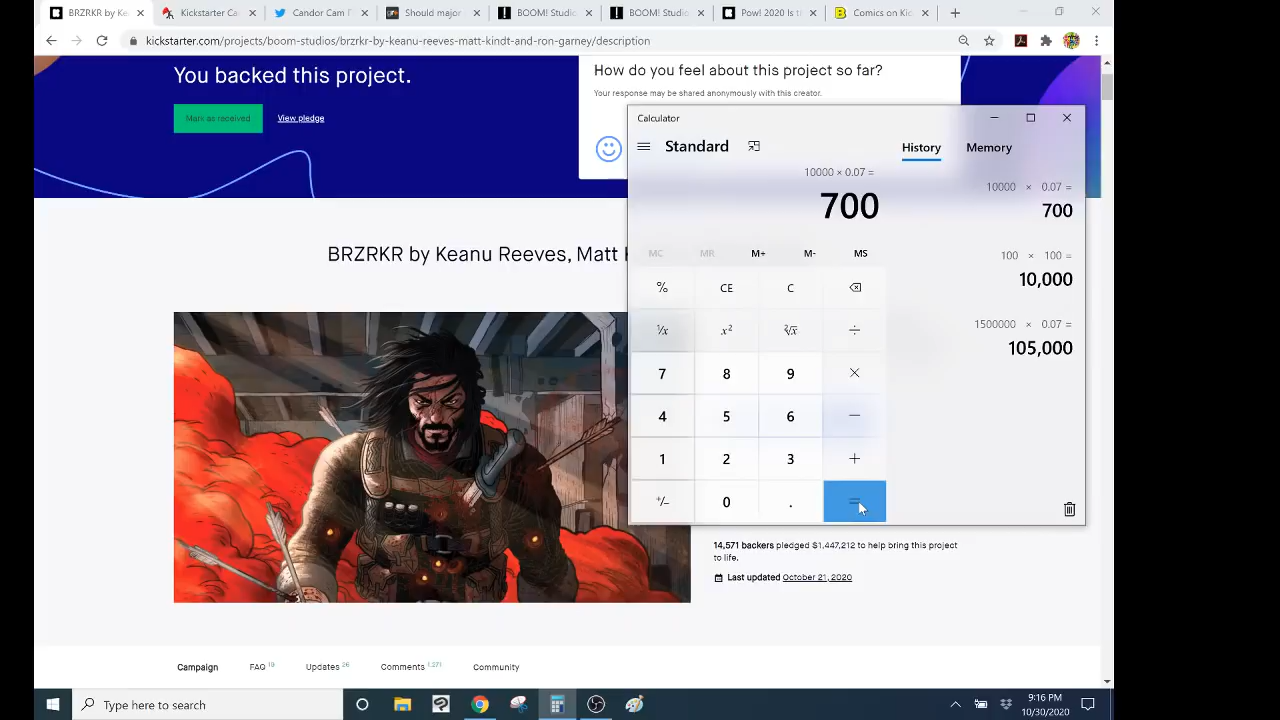 BRZRKR by Ke
Kickstarter Ca
Candor Cam
Should major
BOOM! Studio
BOOM! Studio
Pow! 2020 Is th
Comics on Kic
kickstarter.com/projects/boom-studios/brzrkr-by-keanu-reeves-matt-kindt-and-ron-garney/description
You backed this project.
How do you feel about this project so far?
Your response may be shared anonymously with this creator.
Mark as received
View pledge
Calculator
Standard
History
Memory
10000 × 0.07 =
700
10000 × 0.07 =
700
100 × 100 =
10,000
1500000 × 0.07 =
105,000
MC MR M+ M- MS
% CE C
¹/x x² ²√x ÷
7 8 9 ×
4 5 6 −
1 2 3 +
+/− 0 . =
BRZRKR by Keanu Reeves, Matt K
14,571 backers pledged $1,447,212 to help bring this project
to life.
Last updated October 21, 2020
Campaign
FAQ 19
Updates 26
Comments 1,271
Community
Type here to search
9:16 PM
10/30/2020